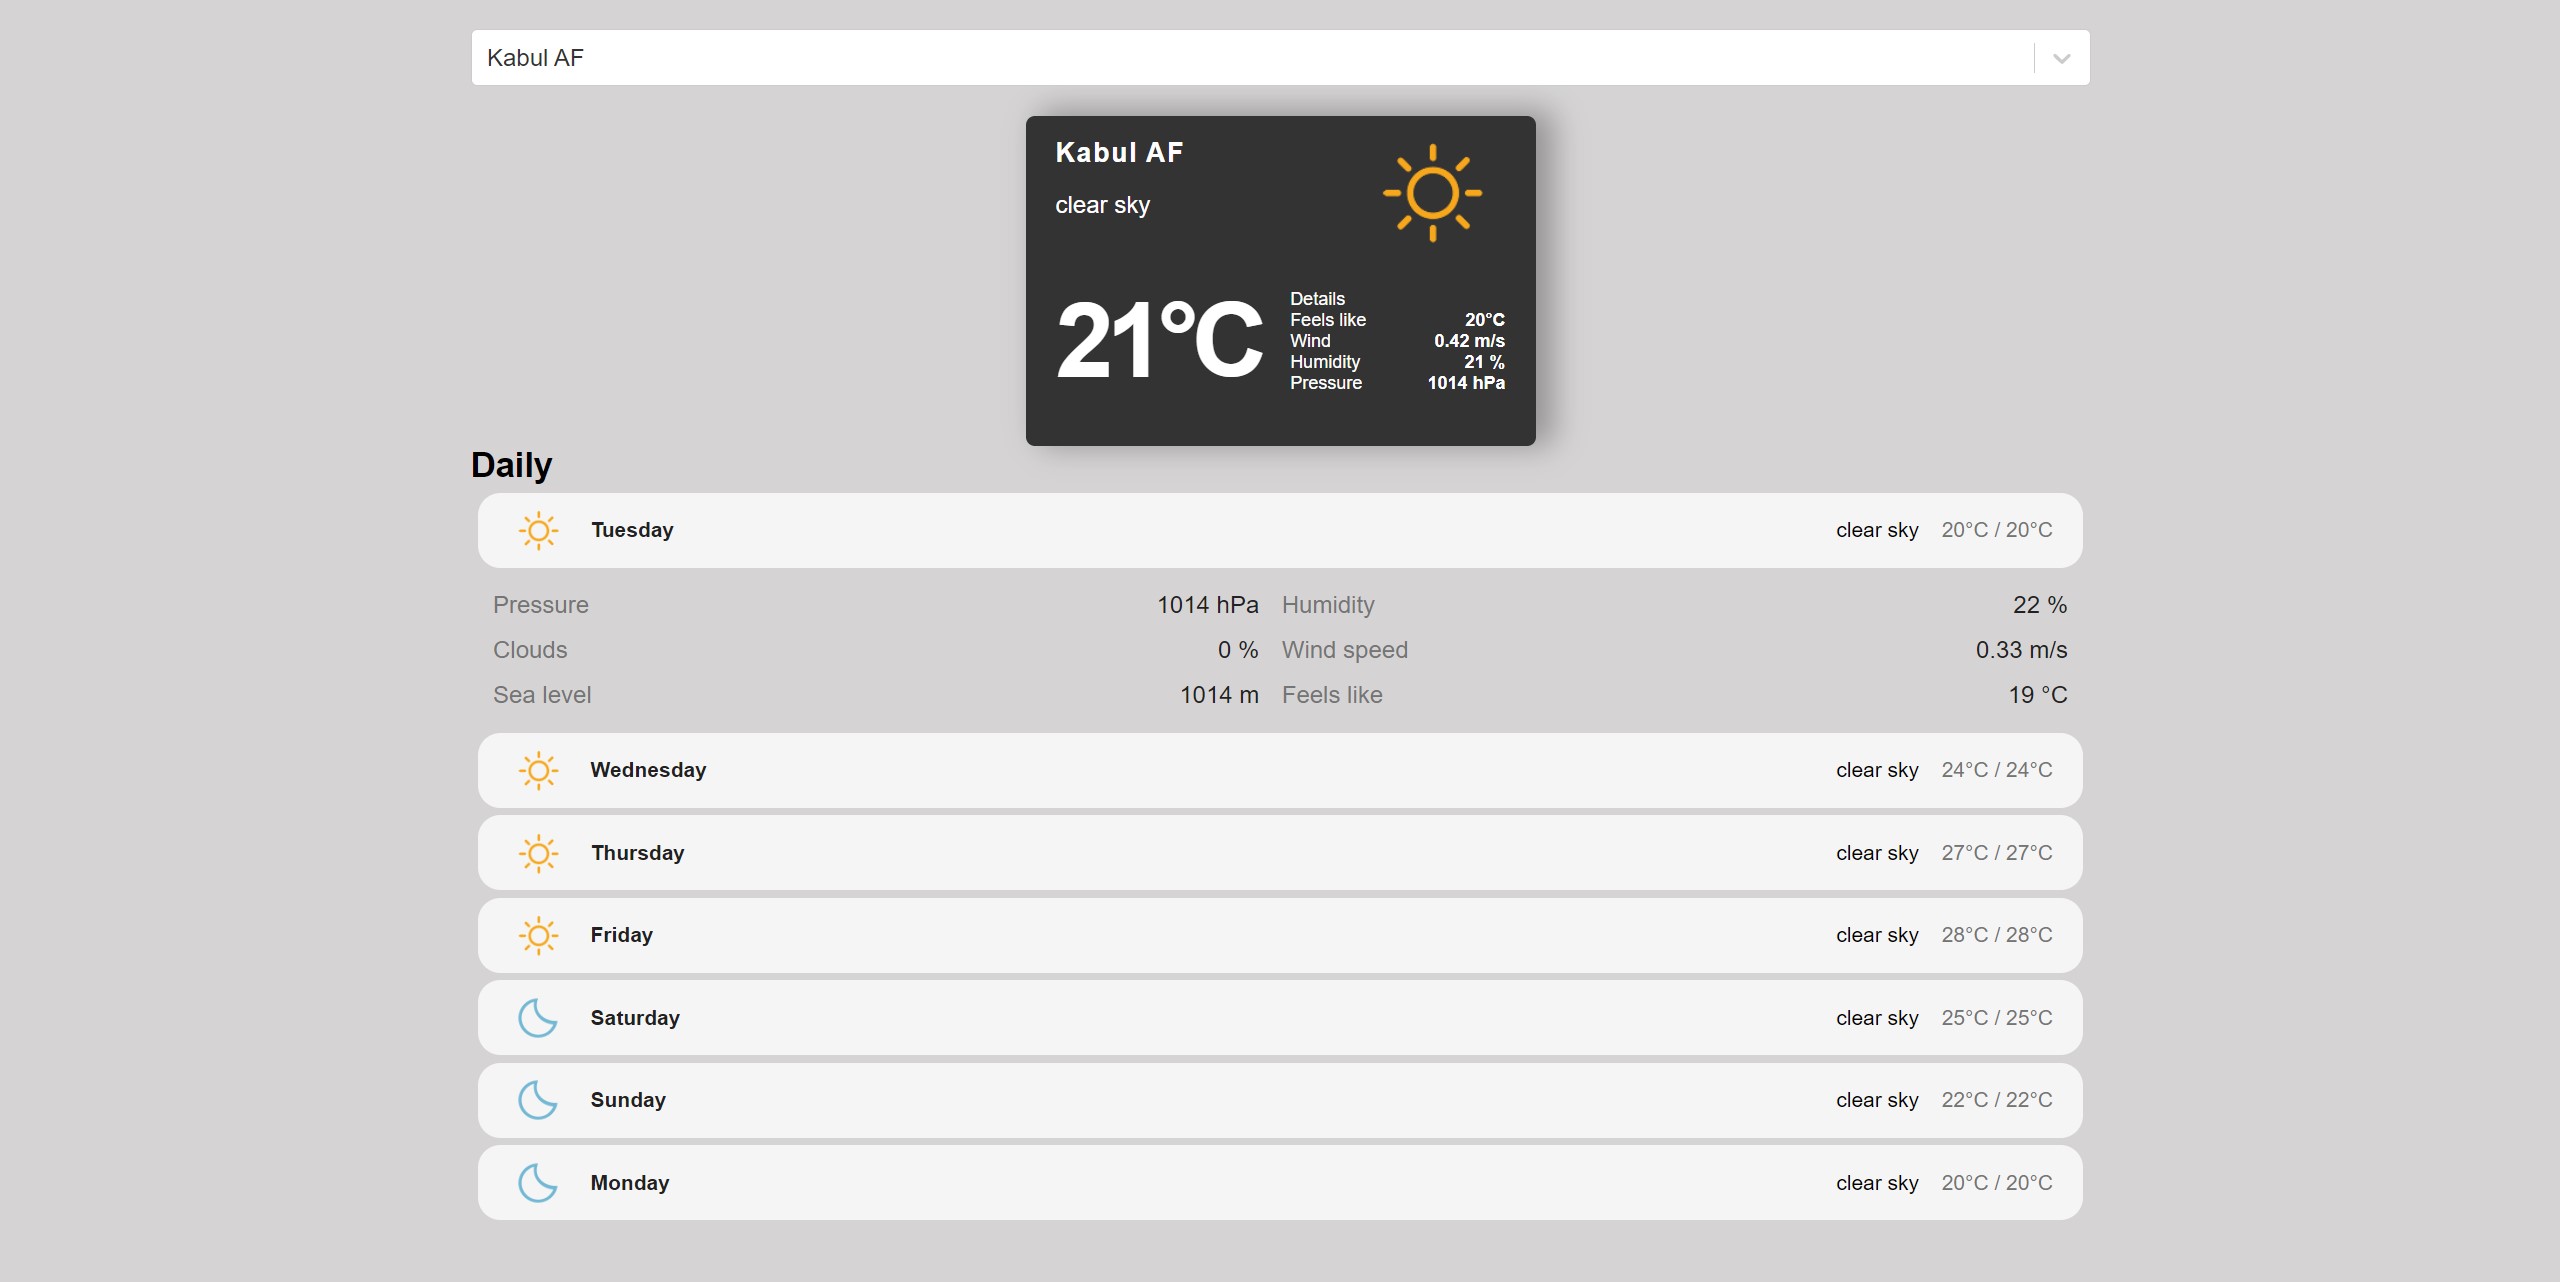 Kabul AF
Kabul AF
clear sky
21°C
Details
Feels like 20°C
Wind 0.42 m/s
Humidity 21 %
Pressure 1014 hPa
Daily
Tuesday clear sky 20°C / 20°C
Pressure 1014 hPa Humidity 22 %
Clouds 0 % Wind speed 0.33 m/s
Sea level 1014 m Feels like 19 °C
Wednesday clear sky 24°C / 24°C
Thursday clear sky 27°C / 27°C
Friday clear sky 28°C / 28°C
Saturday clear sky 25°C / 25°C
Sunday clear sky 22°C / 22°C
Monday clear sky 20°C / 20°C